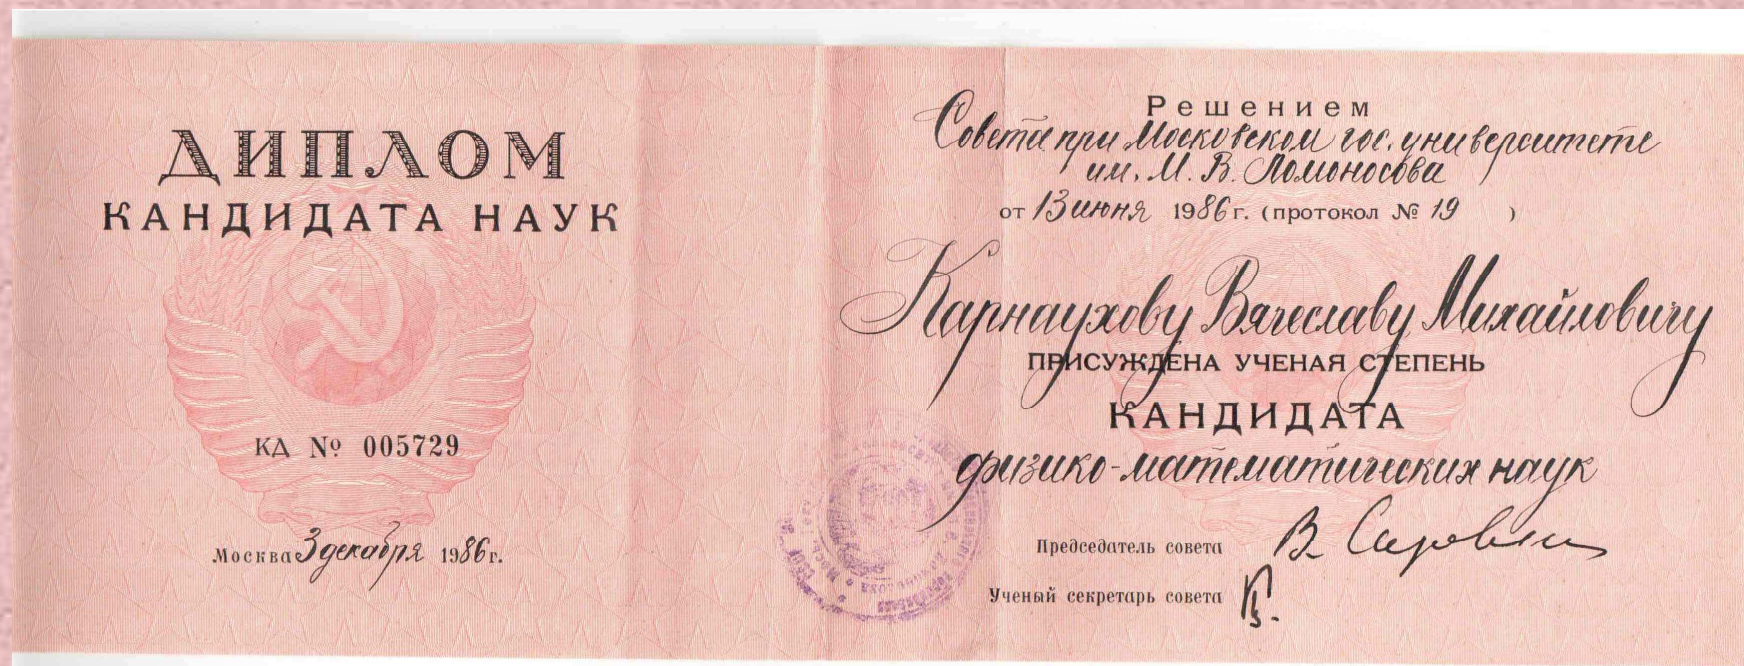 ДИПЛОМ
КАНДИДАТА НАУК
КД № 005729
Москва 3 декабря 1986 г.
Решением
Совета при Московском гос. университете
им. М. В. Ломоносова
от 13 июня 1986 г. (протокол № 19 )
Карнаухову Вячеславу Михайловичу
ПРИСУЖДЕНА УЧЕНАЯ СТЕПЕНЬ
КАНДИДАТА
физико-математических наук
Председатель совета
Ученый секретарь совета